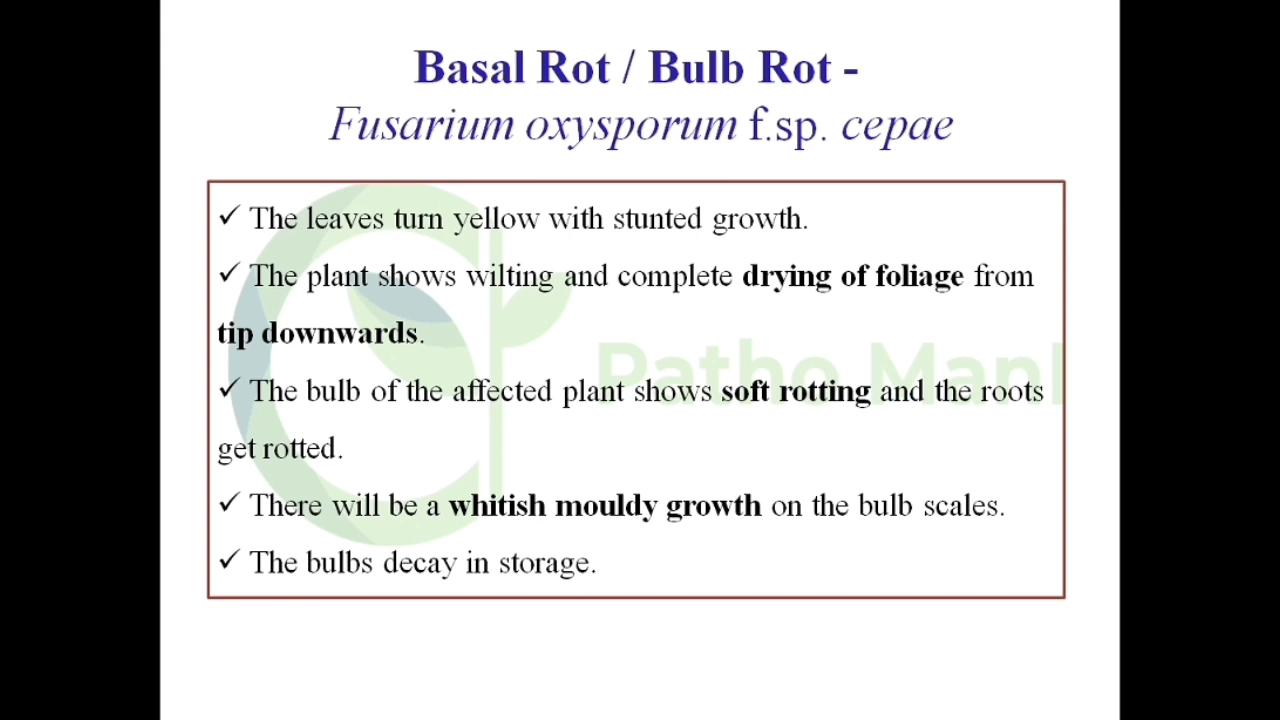 Basal Rot / Bulb Rot -
Fusarium oxysporum f.sp. cepae
✓ The leaves turn yellow with stunted growth.
✓ The plant shows wilting and complete drying of foliage from
tip downwards.
✓ The bulb of the affected plant shows soft rotting and the roots
get rotted.
✓ There will be a whitish mouldy growth on the bulb scales.
✓ The bulbs decay in storage.
Patho